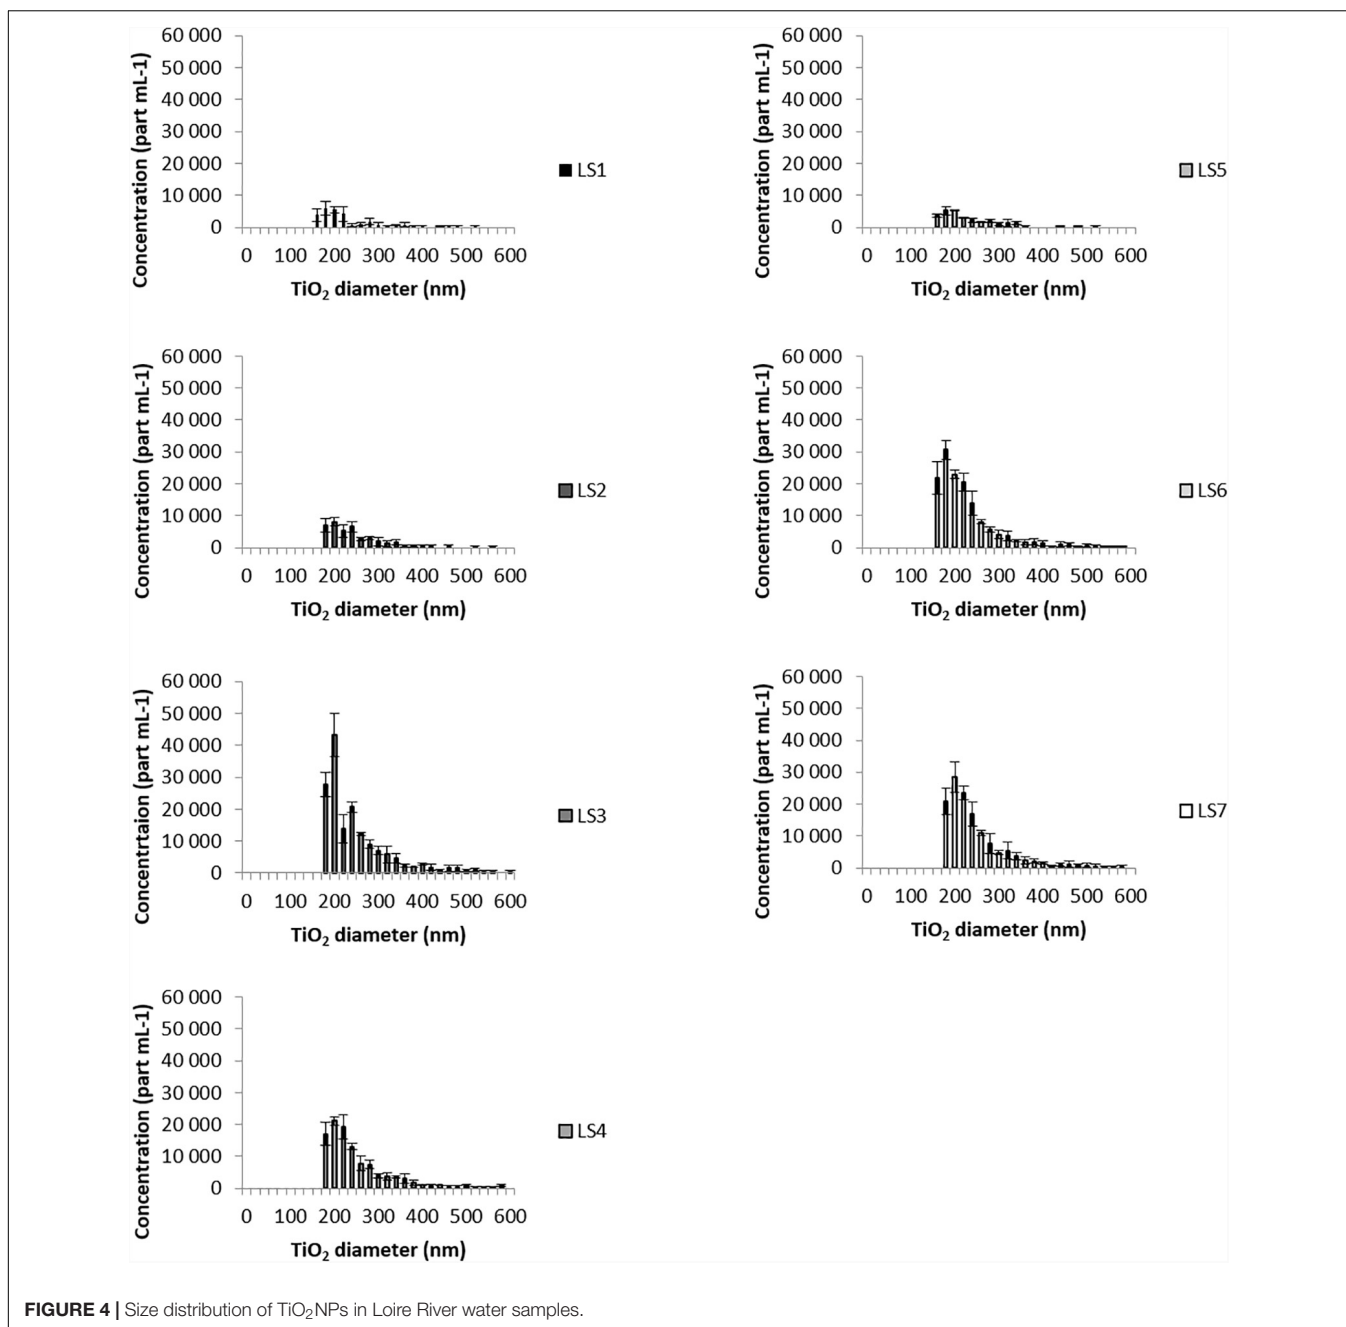 60 000
50 000
40 000
30 000
20 000
10 000
0
Concentration (part mL-1)
0 100 200 300 400 500 600
TiO2 diameter (nm)
LS1
60 000
50 000
40 000
30 000
20 000
10 000
0
Concentration (part mL-1)
0 100 200 300 400 500 600
TiO2 diameter (nm)
LS5
60 000
50 000
40 000
30 000
20 000
10 000
0
Concentration (part mL-1)
0 100 200 300 400 500 600
TiO2 diameter (nm)
LS2
60 000
50 000
40 000
30 000
20 000
10 000
0
Concentration (part mL-1)
0 100 200 300 400 500 600
TiO2 diameter (nm)
LS6
60 000
50 000
40 000
30 000
20 000
10 000
0
Concentrtaion (part mL-1)
0 100 200 300 400 500 600
TiO2 diameter (nm)
LS3
60 000
50 000
40 000
30 000
20 000
10 000
0
Concentration (part mL-1)
0 100 200 300 400 500 600
TiO2 diameter (nm)
LS7
60 000
50 000
40 000
30 000
20 000
10 000
0
Concentration (part mL-1)
0 100 200 300 400 500 600
TiO2 diameter (nm)
LS4
FIGURE 4 | Size distribution of TiO2NPs in Loire River water samples.